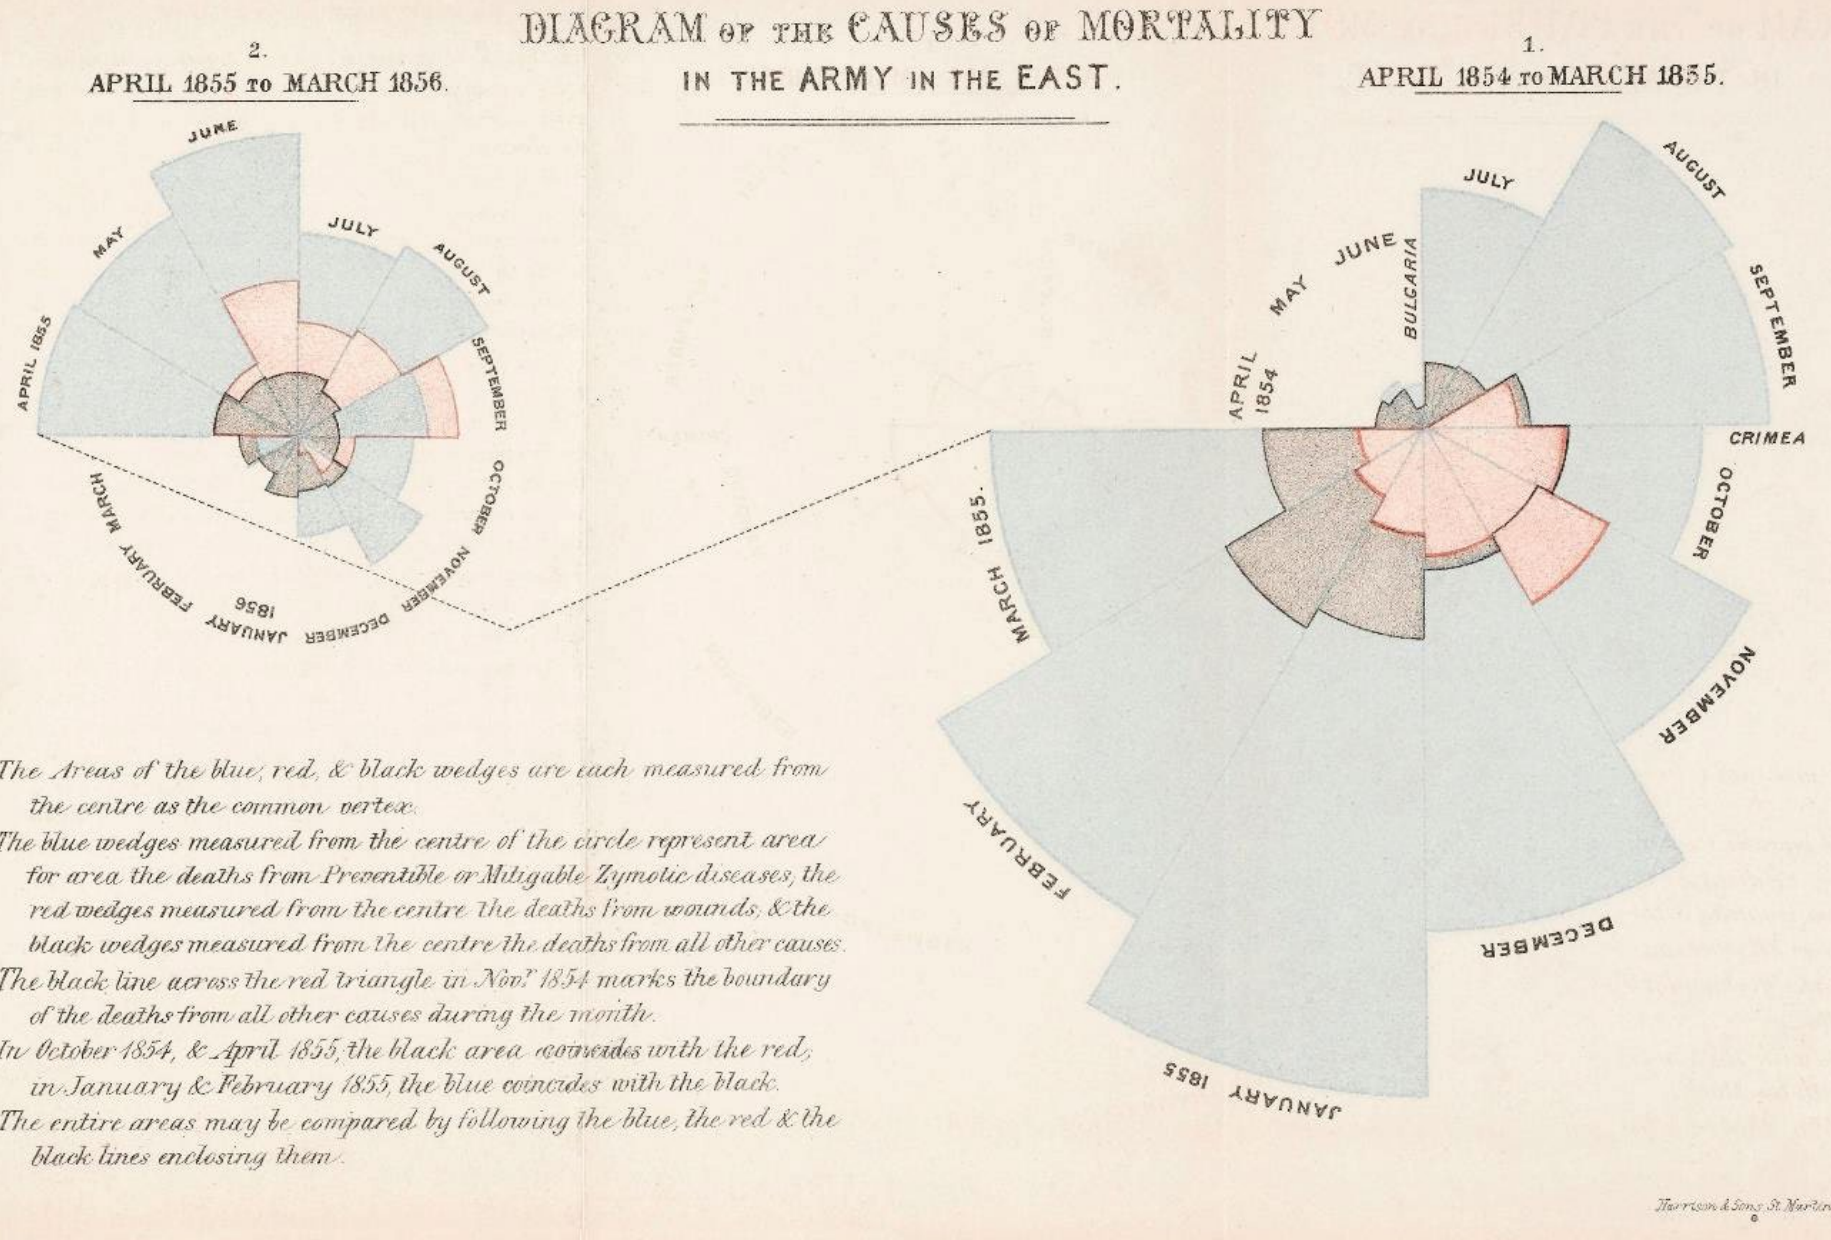 DIAGRAM OF THE CAUSES OF MORTALITY
IN THE ARMY IN THE EAST.
2.
APRIL 1855 TO MARCH 1856.
1.
APRIL 1854 TO MARCH 1855.
JUNE
JULY
MAY
AUGUST
APRIL 1855
SEPTEMBER
OCTOBER
NOVEMBER
DECEMBER
JANUARY
1856
FEBRUARY
MARCH
AUGUST
JULY
JUNE
BULGARIA
MAY
APRIL
1854
SEPTEMBER
CRIMEA
OCTOBER
NOVEMBER
DECEMBER
JANUARY 1855
FEBRUARY
MARCH 1855.
The Areas of the blue, red, & black wedges are each measured from
the centre as the common vertex.
The blue wedges measured from the centre of the circle represent area
for area the deaths from Preventible or Mitigable Zymotic diseases, the
red wedges measured from the centre the deaths from wounds, & the
black wedges measured from the centre the deaths from all other causes.
The black line across the red triangle in Novr. 1854 marks the boundary
of the deaths from all other causes during the month.
In October 1854, & April 1855, the black area coincides with the red,
in January & February 1855, the blue coincides with the black.
The entire areas may be compared by following the blue, the red & the
black lines enclosing them.
Harrison & Sons, St.